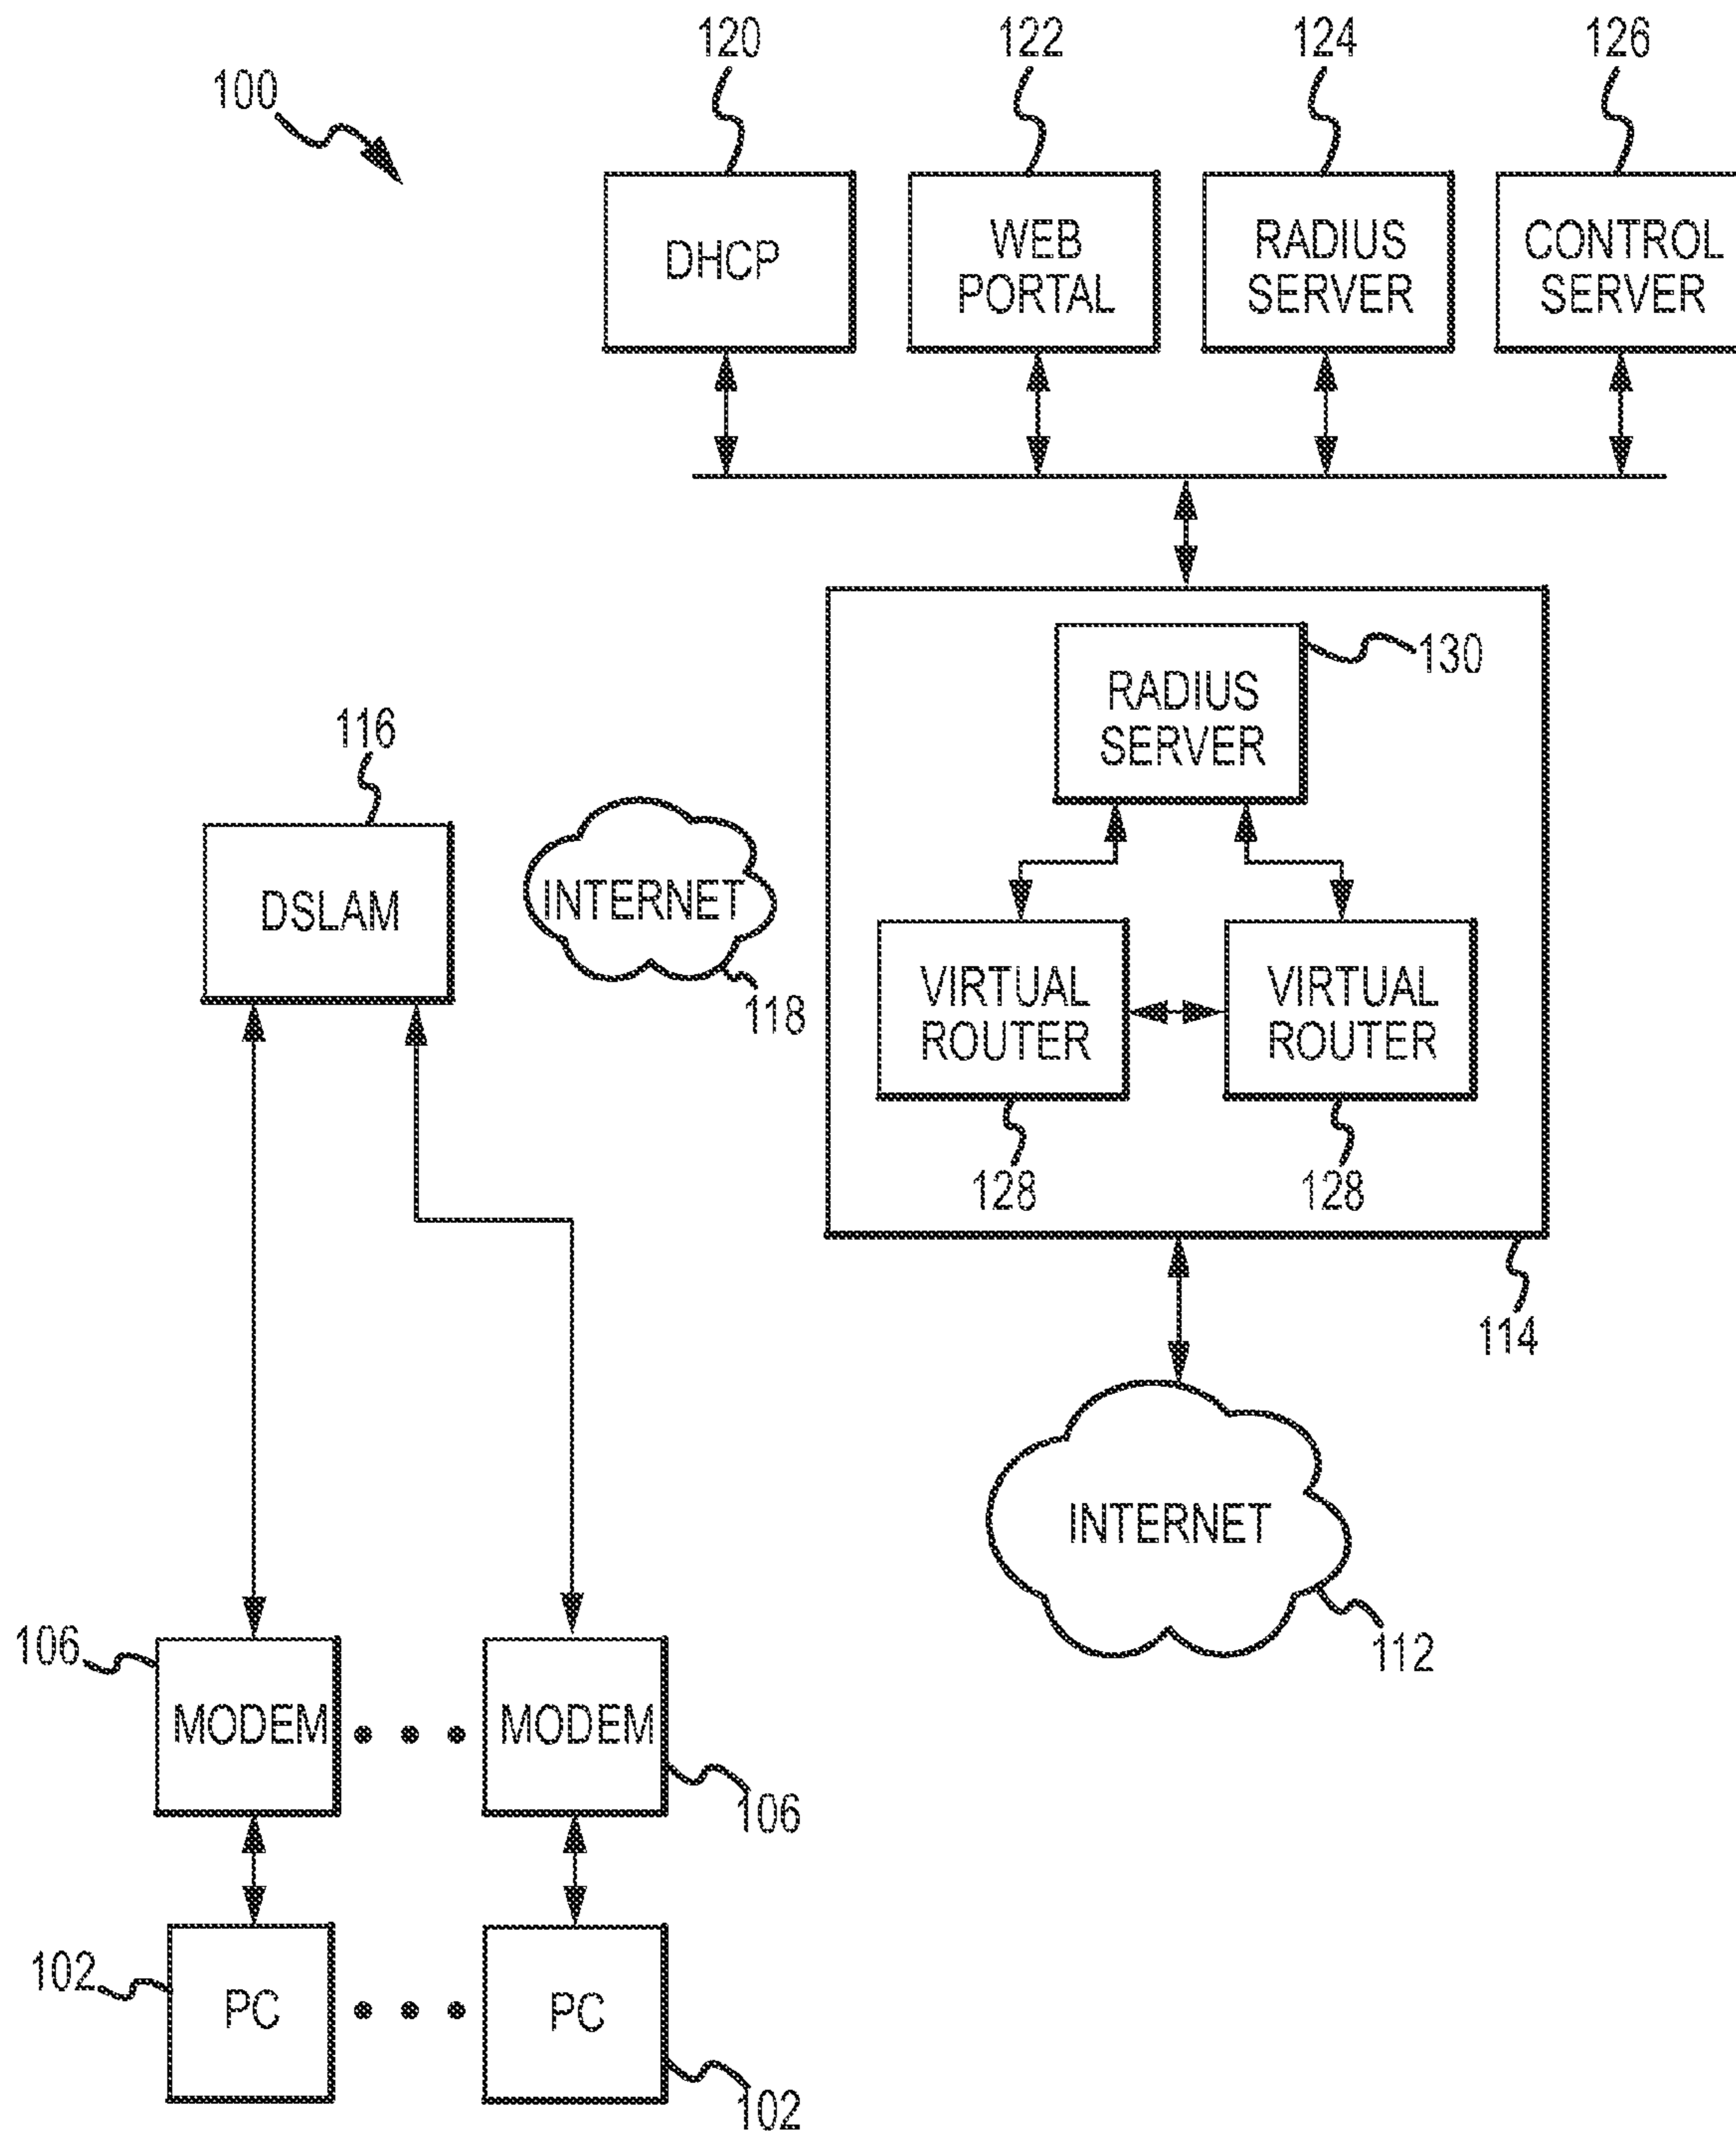 120
122
124
126
100
DHCP
WEB
PORTAL
RADIUS
SERVER
CONTROL
SERVER
130
RADIUS
SERVER
116
DSLAM
INTERNET
118
VIRTUAL
ROUTER
VIRTUAL
ROUTER
128
128
114
INTERNET
112
106
MODEM
MODEM
106
102
PC
PC
102